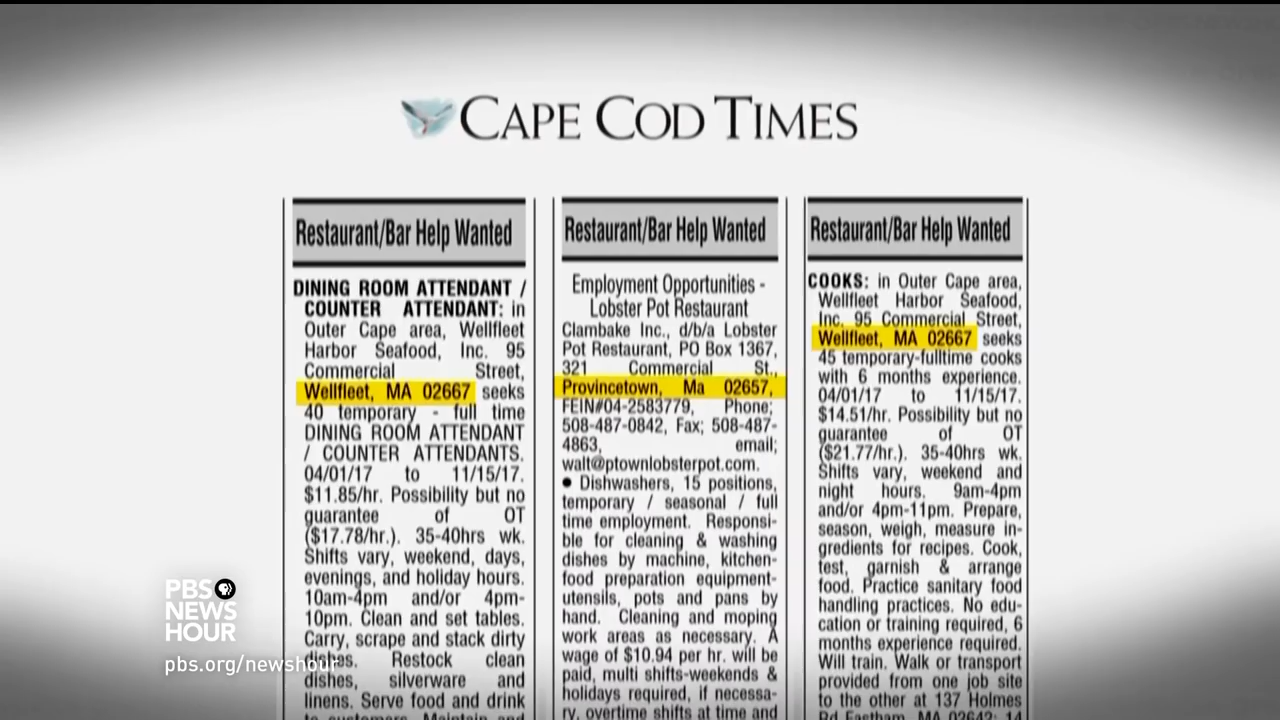 CAPE COD TIMES
Restaurant/Bar Help Wanted
DINING ROOM ATTENDANT /
COUNTER ATTENDANT: in
Outer Cape area, Wellfleet
Harbor Seafood, Inc. 95
Commercial Street,
Wellfleet, MA 02667 seeks
40 temporary - full time
DINING ROOM ATTENDANT
/ COUNTER ATTENDANTS.
04/01/17 to 11/15/17.
$11.85/hr. Possibility but no
guarantee of OT
($17.78/hr.). 35-40hrs wk.
Shifts vary, weekend, days,
evenings, and holiday hours.
10am-4pm and/or 4pm-
10pm. Clean and set tables.
Carry, scrape and stack dirty
dishes. Restock clean
dishes, silverware and
linens. Serve food and drink
to customers. Maintain and
Restaurant/Bar Help Wanted
Employment Opportunities -
Lobster Pot Restaurant
Clambake Inc., d/b/a Lobster
Pot Restaurant, PO Box 1367,
321 Commercial St.,
Provincetown, Ma 02657,
FEIN#04-2583779, Phone;
508-487-0842, Fax; 508-487-
4863, email;
walt@ptownlobsterpot.com.
● Dishwashers, 15 positions,
temporary / seasonal / full
time employment. Responsi-
ble for cleaning & washing
dishes by machine, kitchen-
food preparation equipment-
utensils, pots and pans by
hand. Cleaning and moping
work areas as necessary. A
wage of $10.94 per hr. will be
paid, multi shifts-weekends &
holidays required, if necessa-
ry, overtime shifts at time and
Restaurant/Bar Help Wanted
COOKS: in Outer Cape area,
Wellfleet Harbor Seafood,
Inc. 95 Commercial Street,
Wellfleet, MA 02667 seeks
45 temporary-fulltime cooks
with 6 months experience.
04/01/17 to 11/15/17.
$14.51/hr. Possibility but no
guarantee of OT
($21.77/hr.). 35-40hrs wk.
Shifts vary, weekend and
night hours. 9am-4pm
and/or 4pm-11pm. Prepare,
season, weigh, measure in-
gredients for recipes. Cook,
test, garnish & arrange
food. Practice sanitary food
handling practices. No edu-
cation or training required, 6
months experience required.
Will train. Walk or transport
provided from one job site
to the other at 137 Holmes
Rd Eastham, MA 02642; 14
PBS
NEWS
HOUR
pbs.org/newshour